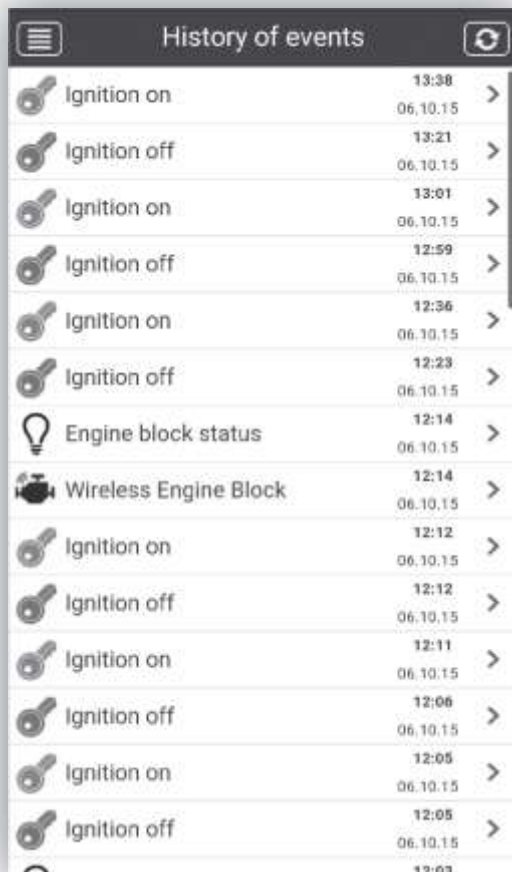 History of events
Ignition on 13:38
06.10.15
Ignition off 13:21
06.10.15
Ignition on 13:01
06.10.15
Ignition off 12:59
06.10.15
Ignition on 12:36
06.10.15
Ignition off 12:23
06.10.15
Engine block status 12:14
06.10.15
Wireless Engine Block 12:14
06.10.15
Ignition on 12:12
06.10.15
Ignition off 12:12
06.10.15
Ignition on 12:11
06.10.15
Ignition off 12:06
06.10.15
Ignition on 12:05
06.10.15
Ignition off 12:05
06.10.15